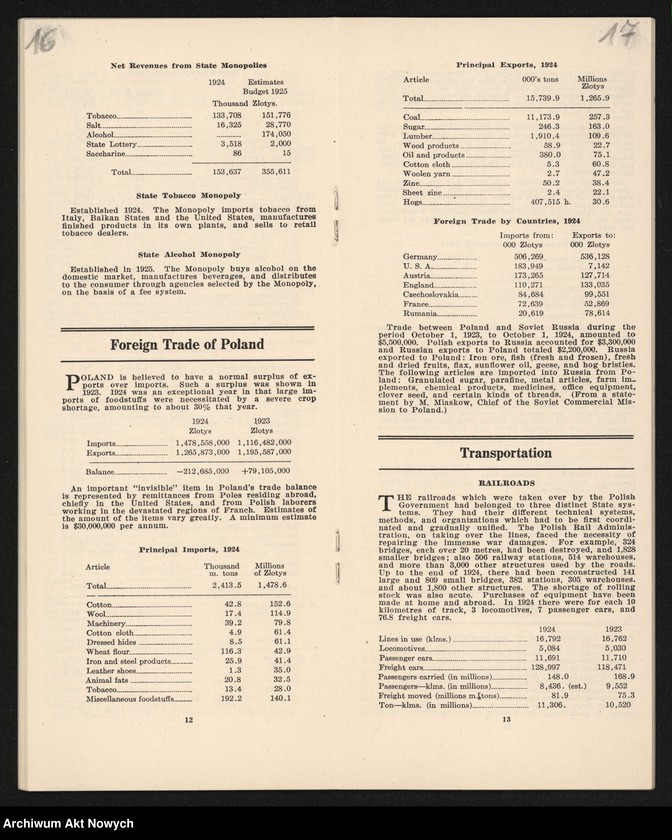 16
Net Revenues from State Monopolies
1924 Estimates
Budget 1925
Thousand Zlotys.
Tobacco 133,708 151,776
Salt 16,325 28,770
Alcohol 174,050
State Lottery 3,518 2,000
Saccharine 86 15
Total 153,637 355,611
State Tobacco Monopoly
Established 1924. The Monopoly imports tobacco from
Italy, Balkan States and the United States, manufactures
finished products in its own plants, and sells to retail
tobacco dealers.
State Alcohol Monopoly
Established in 1925. The Monopoly buys alcohol on the
domestic market, manufactures beverages, and distributes
to the consumer through agencies selected by the Monopoly,
on the basis of a fee system.
Foreign Trade of Poland
POLAND is believed to have a normal surplus of ex-
ports over imports. Such a surplus was shown in
1923. 1924 was an exceptional year in that large im-
ports of foodstuffs were necessitated by a severe crop
shortage, amounting to about 30% that year.
1924 1923
Zlotys Zlotys
Imports 1,478,558,000 1,116,482,000
Exports 1,265,873,000 1,195,587,000
Balance —212,685,000 +79,105,000
An important "invisible" item in Poland's trade balance
is represented by remittances from Poles residing abroad,
chiefly in the United States, and from Polish laborers
working in the devastated regions of Franch. Estimates of
the amount of the items vary greatly. A minimum estimate
is $30,000,000 per annum.
Principal Imports, 1924
Article Thousand Millions
m. tons of Zlotys
Total 2,413.5 1,478.6
Cotton 42.8 152.6
Wool 17.4 114.9
Machinery 39.2 79.8
Cotton cloth 4.9 61.4
Dressed hides 8.5 61.1
Wheat flour 116.3 42.9
Iron and steel products 25.9 41.4
Leather shoes 1.3 35.0
Animal fats 20.8 32.5
Tobacco 13.4 28.0
Miscellaneous foodstuffs 192.2 140.1
12
17
Principal Exports, 1924
Article 000's tons Millions
Zlotys
Total 15,739.9 1,265.9
Coal 11,173.9 257.3
Sugar 246.3 163.0
Lumber 1,910.4 109.6
Wood products 58.9 22.7
Oil and products 380.0 75.1
Cotton cloth 5.3 60.8
Woolen yarn 2.7 47.2
Zinc 50.2 38.4
Sheet zinc 2.4 22.1
Hogs 407,515 h. 30.6
Foreign Trade by Countries, 1924
Imports from: Exports to:
000 Zlotys 000 Zlotys
Germany 506,269 536,128
U. S. A. 183,949 7,142
Austria 173,265 127,714
England 110,271 133,035
Czechoslovakia 84,684 99,551
France 72,639 52,869
Rumania 20,619 78,614
Trade between Poland and Soviet Russia during the
period October 1, 1923, to October 1, 1924, amounted to
$5,500,000. Polish exports to Russia accounted for $3,300,000
and Russian exports to Poland totaled $2,200,000. Russia
exported to Poland: Iron ore, fish (fresh and frozen), fresh
and dried fruits, flax, sunflower oil, geese, and hog bristles.
The following articles are imported into Russia from Po-
land: Granulated sugar, parafine, metal articles, farm im-
plements, chemical products, medicines, office equipment,
clover seed, and certain kinds of threads. (From a state-
ment by M. Miaskow, Chief of the Soviet Commercial Mis-
sion to Poland.)
Transportation
RAILROADS
THE railroads which were taken over by the Polish
Government had belonged to three distinct State sys-
tems. They had their different technical systems,
methods, and organizations which had to be first coordi-
nated and gradually unified. The Polish Rail Adminis-
tration, on taking over the lines, faced the necessity of
repairing the immense war damages. For example, 324
bridges, each over 20 metres, had been destroyed, and 1,828
smaller bridges; also 506 railway stations, 514 warehouses,
and more than 3,000 other structures used by the roads.
Up to the end of 1924, there had been reconstructed 141
large and 809 small bridges, 382 stations, 305 warehouses,
and about 1,800 other structures. The shortage of rolling
stock was also acute. Purchases of equipment have been
made at home and abroad. In 1924 there were for each 10
kilometres of track, 3 locomotives, 7 passenger cars, and
76.8 freight cars.
1924 1923
Lines in use (klms.) 16,792 16,762
Locomotives 5,084 5,030
Passenger cars 11,691 11,710
Freight cars 128,997 118,471
Passengers carried (in millions) 148.0 168.9
Passengers—klms. (in millions) 8,436. (est.) 9,552
Freight moved (millions m. tons) 81.9 75.3
Ton—klms. (in millions) 11,306. 10,520
13
Archiwum Akt Nowych